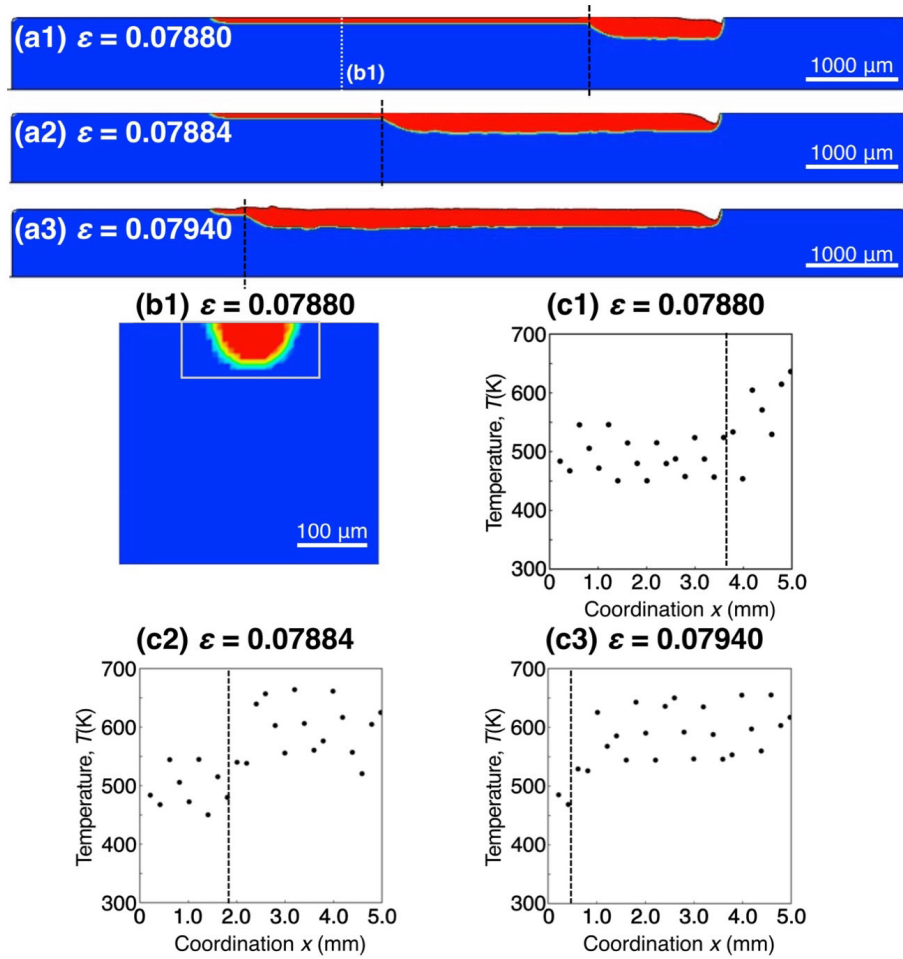 (a1) ε = 0.07880
(b1)
1000 μm
(a2) ε = 0.07884
1000 μm
(a3) ε = 0.07940
1000 μm
(b1) ε = 0.07880
100 μm
(c1) ε = 0.07880
Temperature, T(K)
700
600
500
400
300
0 1.0 2.0 3.0 4.0 5.0
Coordination x (mm)
(c2) ε = 0.07884
Temperature, T(K)
700
600
500
400
300
0 1.0 2.0 3.0 4.0 5.0
Coordination x (mm)
(c3) ε = 0.07940
Temperature, T(K)
700
600
500
400
300
0 1.0 2.0 3.0 4.0 5.0
Coordination x (mm)